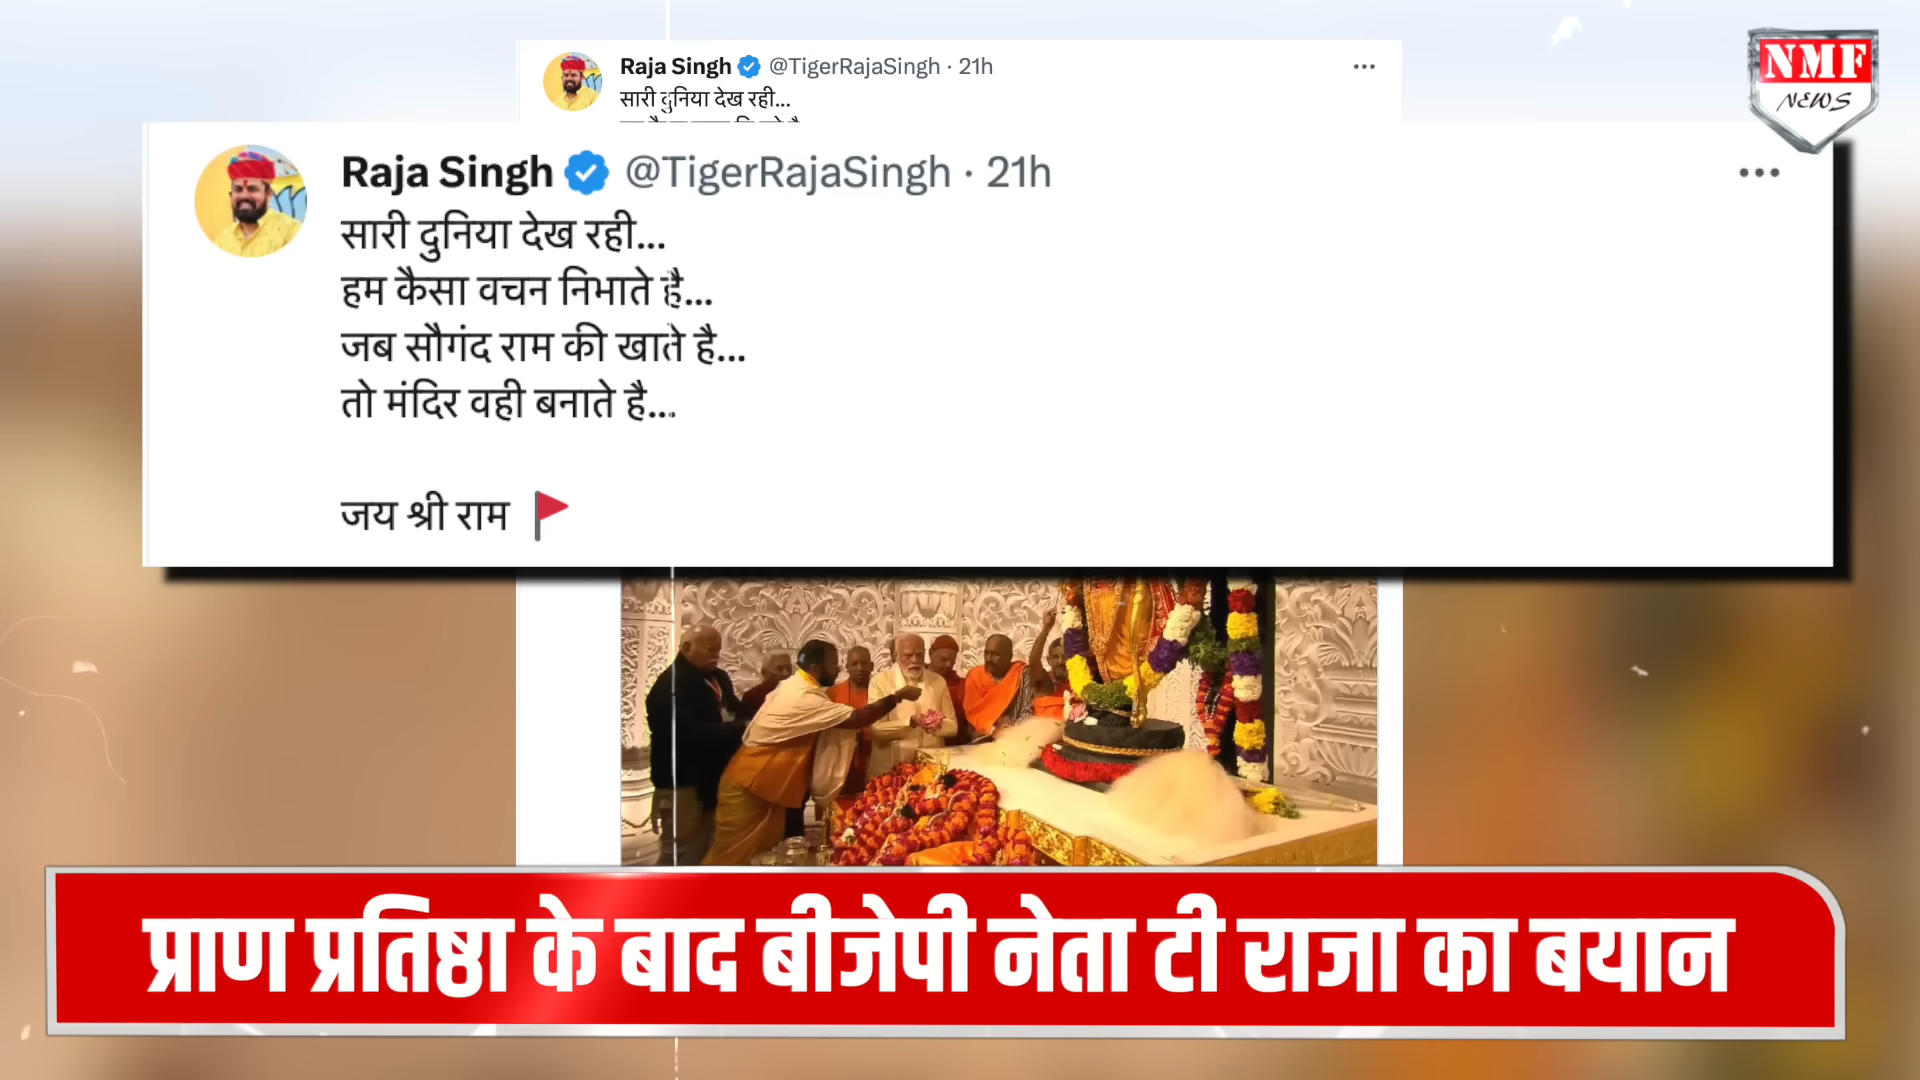 Raja Singh @TigerRajaSingh · 21h
सारी दुनिया देख रही...
NMF
NEWS
Raja Singh @TigerRajaSingh · 21h
सारी दुनिया देख रही...
हम कैसा वचन निभाते है...
जब सौगंद राम की खाते है...
तो मंदिर वही बनाते है...
जय श्री राम
प्राण प्रतिष्ठा के बाद बीजेपी नेता टी राजा का बयान